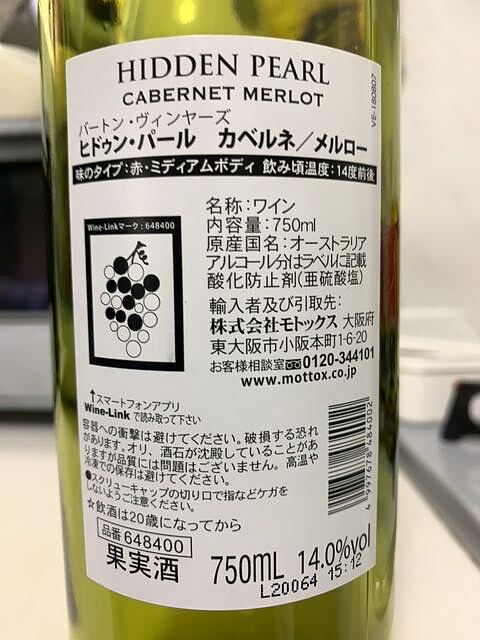 HIDDEN PEARL
CABERNET MERLOT
VE-180807
バートン・ヴィンヤーズ
ヒドゥン・パール カベルネ／メルロー
味のタイプ：赤・ミディアムボディ 飲み頃温度：14度前後
Wine-Linkマーク：648400
名称：ワイン
内容量：750ml
原産国名：オーストラリア
アルコール分はラベルに記載
酸化防止剤（亜硫酸塩）
輸入者及び引取先：
株式会社モトックス 大阪府
東大阪市小阪本町1-6-20
お客様相談室 0120-344101
www.mottox.co.jp
↑スマートフォンアプリ
Wine-Link で読み取って下さい
容器への衝撃は避けてください。破損する恐れ
があります。オリ、酒石が沈殿していることがあ
りますが品質には問題はございません。高温や
冷凍での保存は避けてください。
●スクリューキャップの切り口で指などケガを
しないようご注意ください。
☆飲酒は20歳になってから
品番 648400
果実酒 750mL 14.0%vol
L20064 15:12
4997678484002